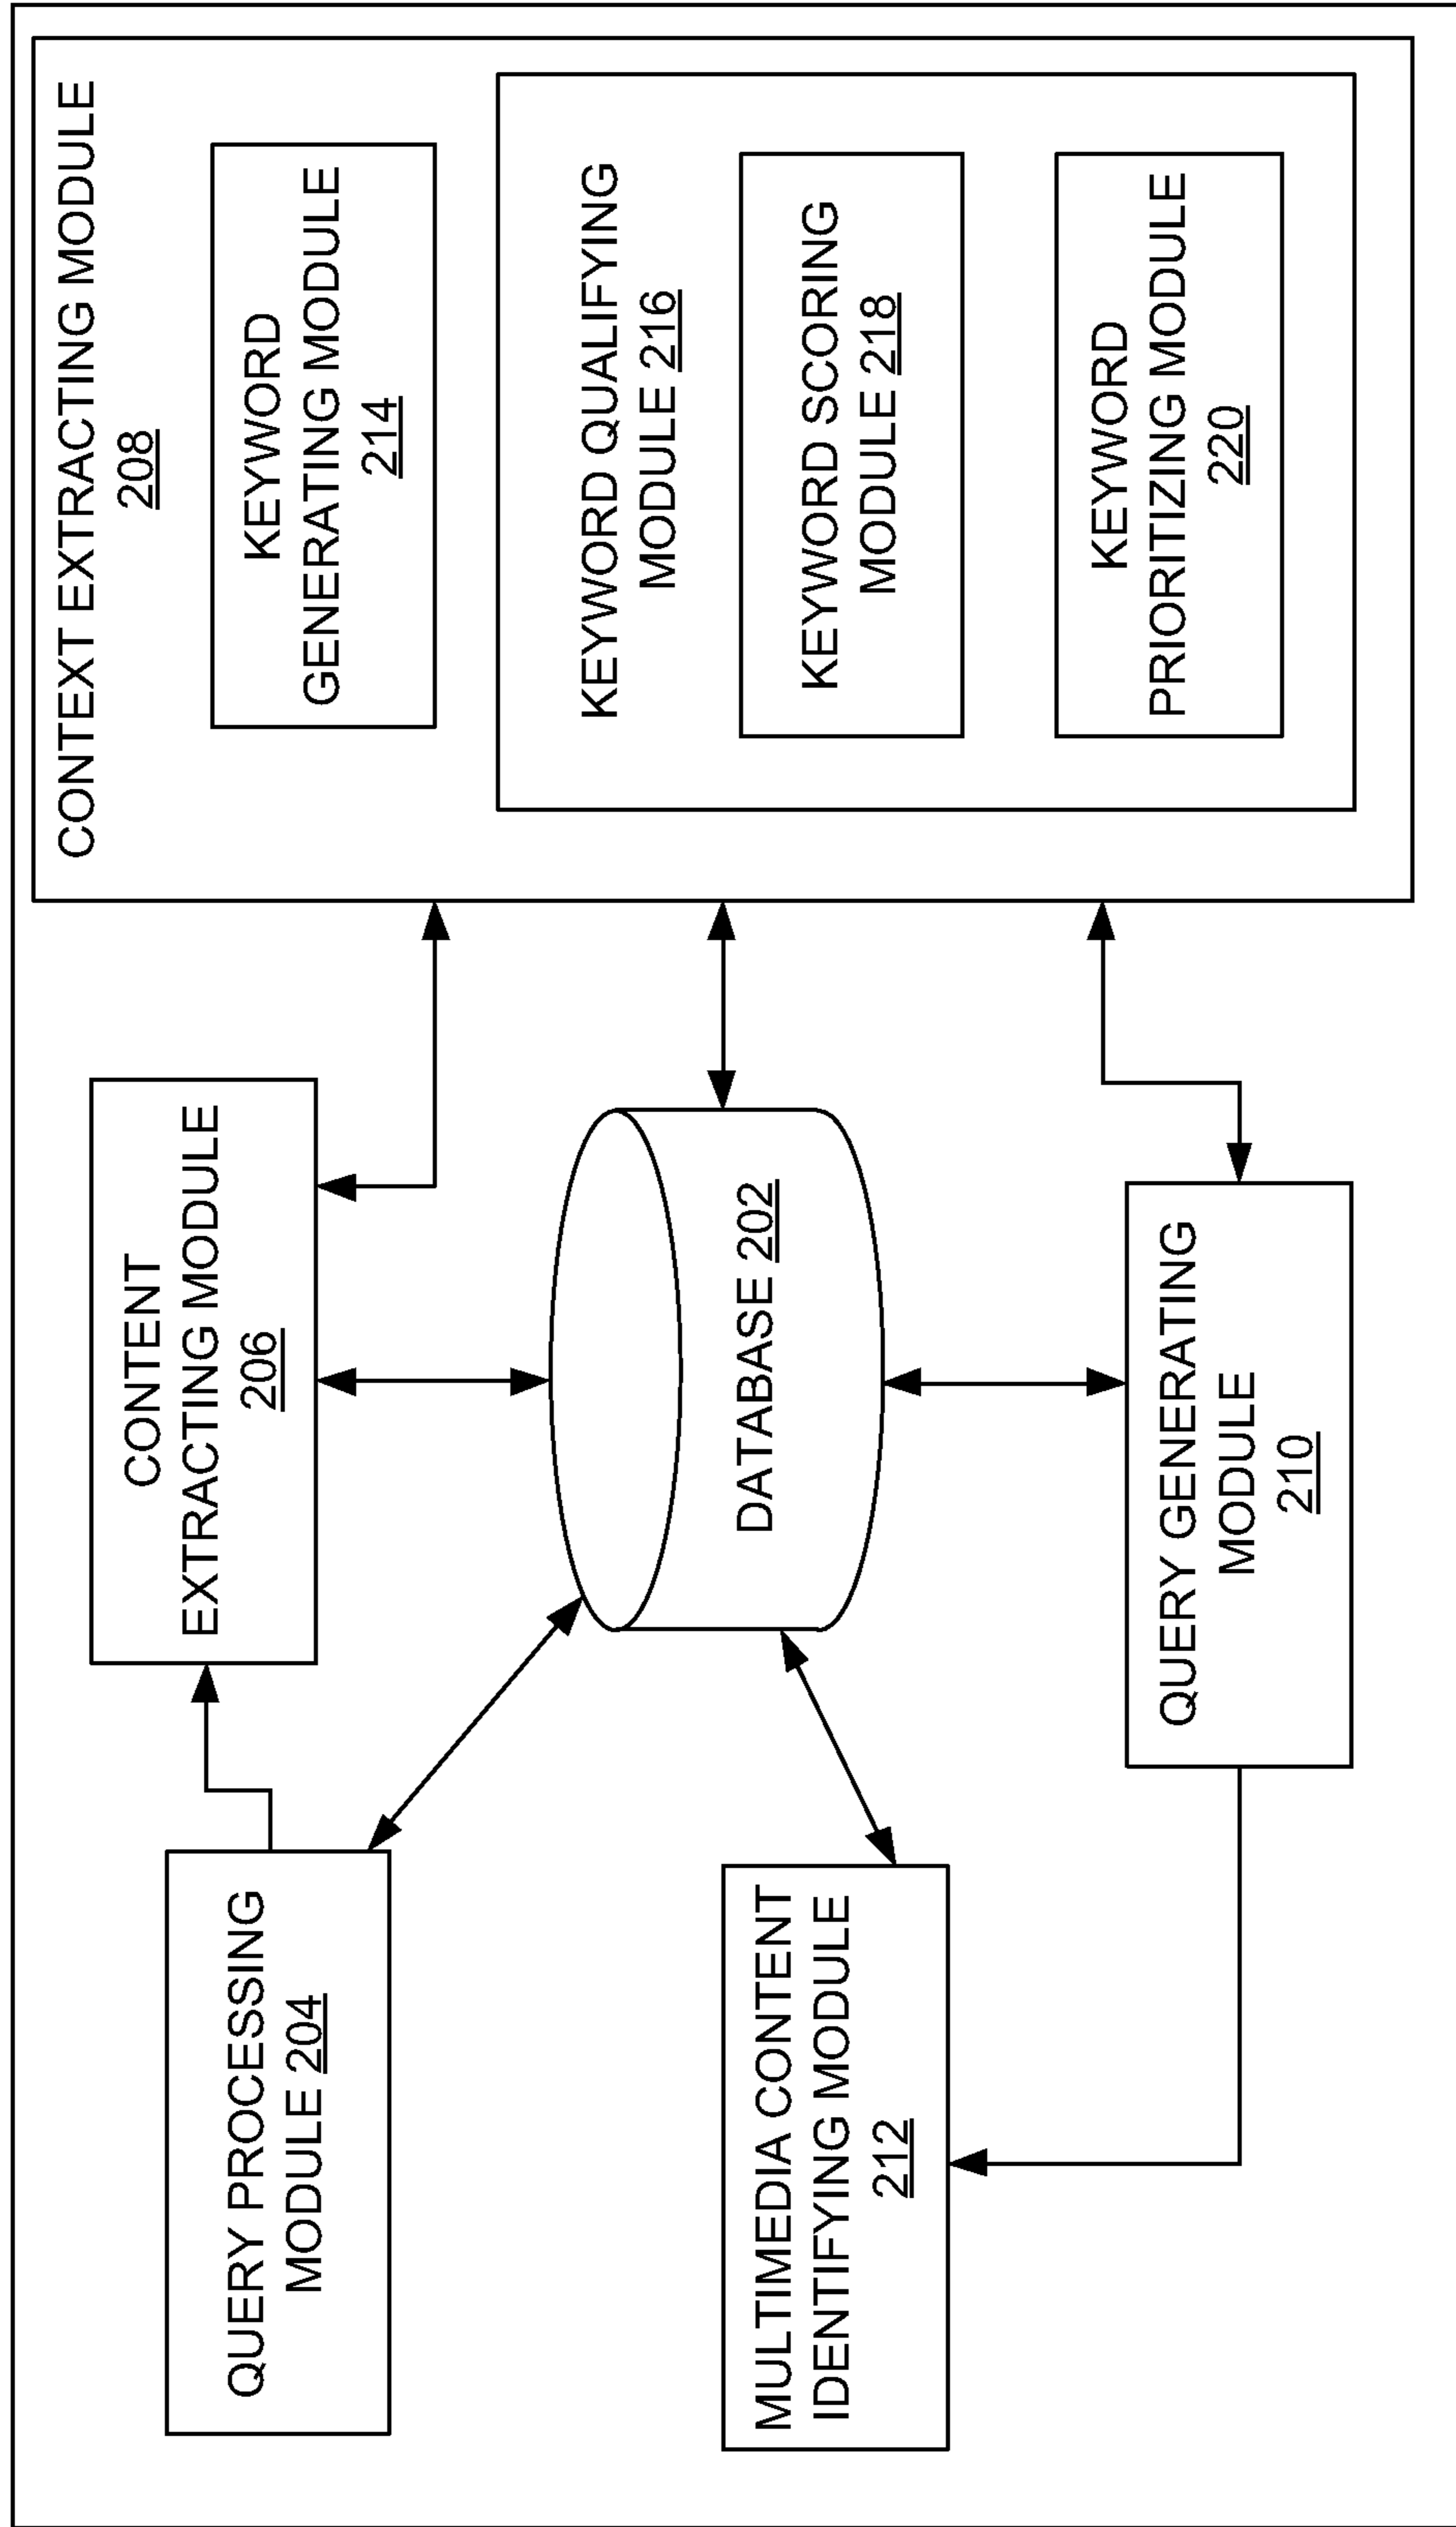 QUERY PROCESSING
MODULE 204
CONTENT
EXTRACTING MODULE
206
CONTEXT EXTRACTING MODULE
208
KEYWORD
GENERATING MODULE
214
KEYWORD QUALIFYING
MODULE 216
KEYWORD SCORING
MODULE 218
KEYWORD
PRIORITIZING MODULE
220
DATABASE 202
MULTIMEDIA CONTENT
IDENTIFYING MODULE
212
QUERY GENERATING
MODULE
210